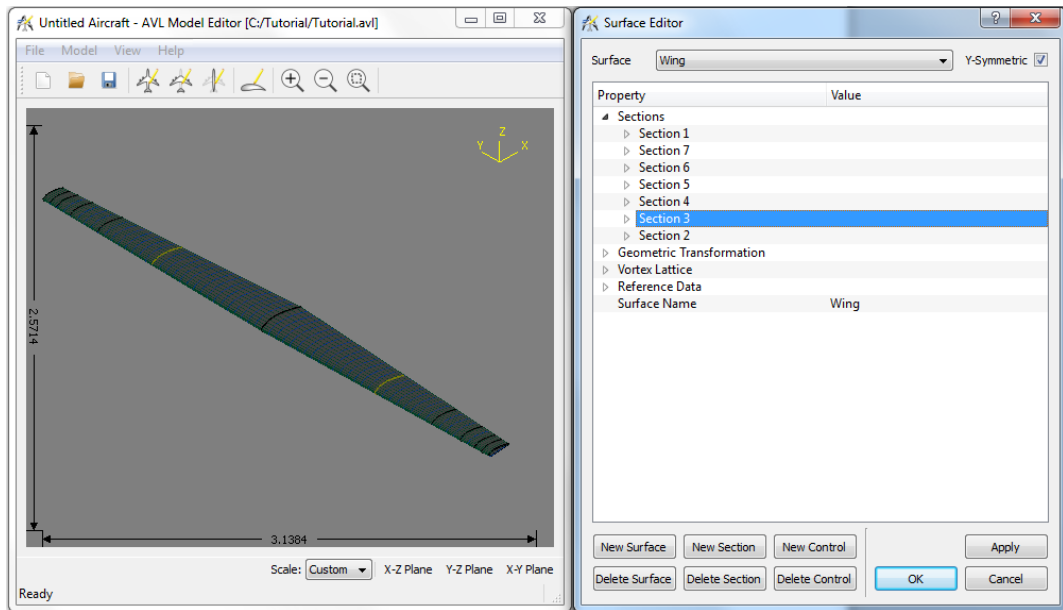 Untitled Aircraft - AVL Model Editor [C:/Tutorial/Tutorial.avl]
File Model View Help
Z
Y X
2.5714
3.1384
Scale: Custom X-Z Plane Y-Z Plane X-Y Plane
Ready
Surface Editor
Surface Wing Y-Symmetric
Property Value
Sections
Section 1
Section 7
Section 6
Section 5
Section 4
Section 3
Section 2
Geometric Transformation
Vortex Lattice
Reference Data
Surface Name Wing
New Surface New Section New Control Apply
Delete Surface Delete Section Delete Control OK Cancel